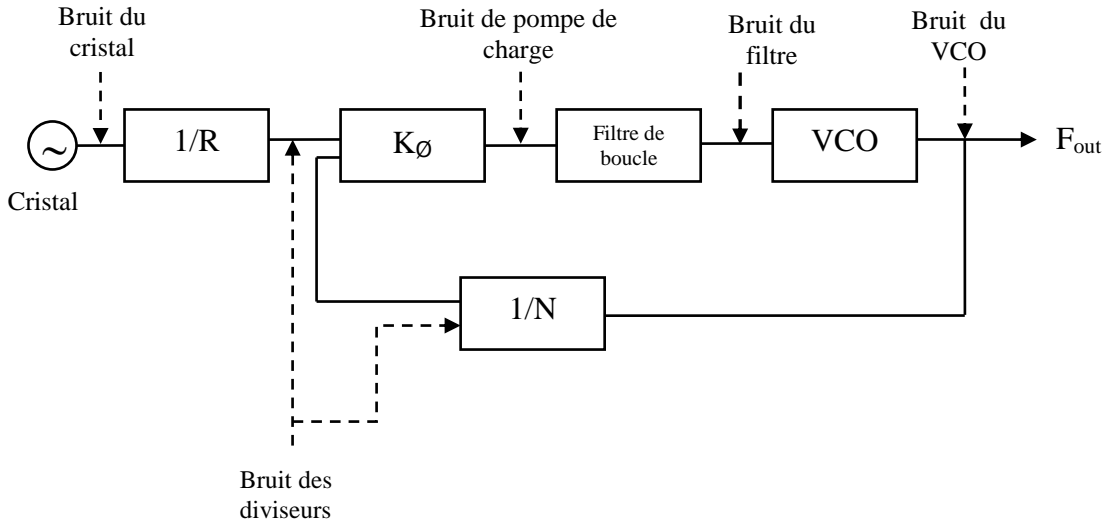 Bruit du
cristal
Bruit de pompe de
charge
Bruit du
filtre
Bruit du
VCO
1/R
KØ
Filtre de
boucle
VCO
Fout
~
Cristal
1/N
Bruit des
diviseurs